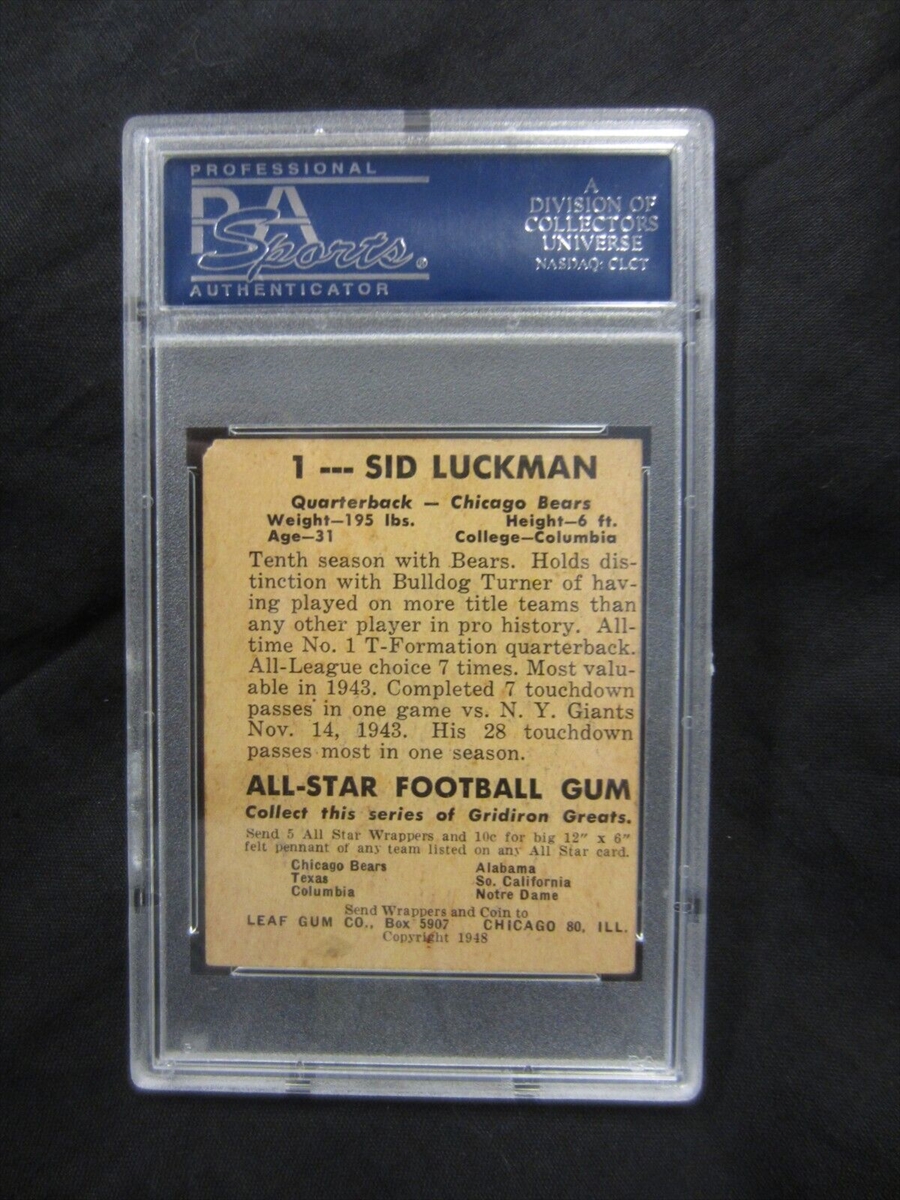 PROFESSIONAL
PSA
Sports
AUTHENTICATOR
A
DIVISION OF
COLLECTORS
UNIVERSE
NASDAQ: CLCT
1 --- SID LUCKMAN
Quarterback — Chicago Bears
Weight—195 lbs. Height—6 ft.
Age—31 College—Columbia
Tenth season with Bears. Holds dis-
tinction with Bulldog Turner of hav-
ing played on more title teams than
any other player in pro history. All-
time No. 1 T-Formation quarterback.
All-League choice 7 times. Most valu-
able in 1943. Completed 7 touchdown
passes in one game vs. N. Y. Giants
Nov. 14, 1943. His 28 touchdown
passes most in one season.
ALL-STAR FOOTBALL GUM
Collect this series of Gridiron Greats.
Send 5 All Star Wrappers and 10c for big 12" x 6"
felt pennant of any team listed on any All Star card.
Chicago Bears Alabama
Texas So. California
Columbia Notre Dame
Send Wrappers and Coin to
LEAF GUM CO., Box 5907 CHICAGO 80, ILL.
Copyright 1948